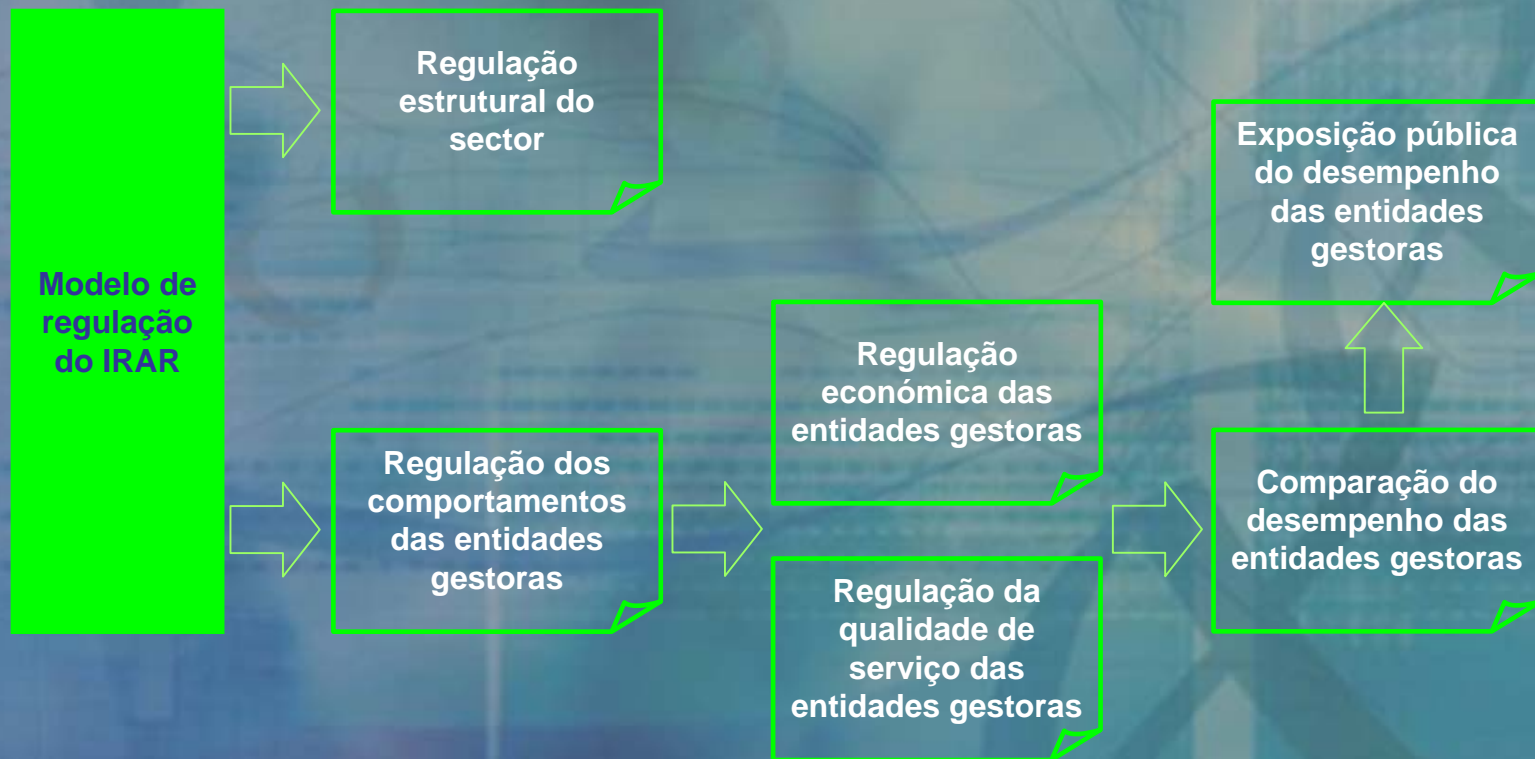 Modelo de
regulação
do IRAR
Regulação
estrutural do
sector
Regulação dos
comportamentos
das entidades
gestoras
Regulação
económica das
entidades gestoras
Regulação da
qualidade de
serviço das
entidades gestoras
Exposição pública
do desempenho
das entidades
gestoras
Comparação do
desempenho das
entidades gestoras